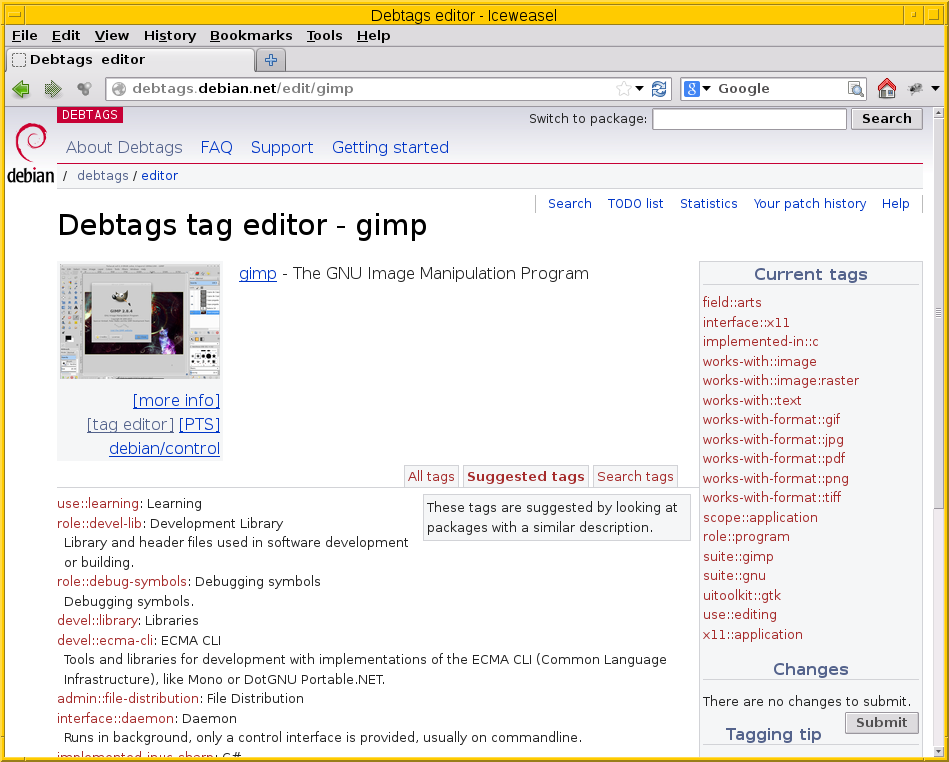 Debtags editor - Iceweasel
File Edit View History Bookmarks Tools Help
Debtags editor
debtags.debian.net/edit/gimp
8 Google
DEBTAGS
Switch to package:
Search
debian
About Debtags FAQ Support Getting started
/ debtags / editor
Search TODO list Statistics Your patch history Help
Debtags tag editor - gimp
gimp - The GNU Image Manipulation Program
GIMP 2.8.4
[more info]
[tag editor] [PTS]
debian/control
All tags Suggested tags Search tags
These tags are suggested by looking at
packages with a similar description.
use::learning: Learning
role::devel-lib: Development Library
Library and header files used in software development
or building.
role::debug-symbols: Debugging symbols
Debugging symbols.
devel::library: Libraries
devel::ecma-cli: ECMA CLI
Tools and libraries for development with implementations of the ECMA CLI (Common Language
Infrastructure), like Mono or DotGNU Portable.NET.
admin::file-distribution: File Distribution
interface::daemon: Daemon
Runs in background, only a control interface is provided, usually on commandline.
Current tags
field::arts
interface::x11
implemented-in::c
works-with::image
works-with::image:raster
works-with::text
works-with-format::gif
works-with-format::jpg
works-with-format::pdf
works-with-format::png
works-with-format::tiff
scope::application
role::program
suite::gimp
suite::gnu
uitoolkit::gtk
use::editing
x11::application
Changes
There are no changes to submit.
Submit
Tagging tip